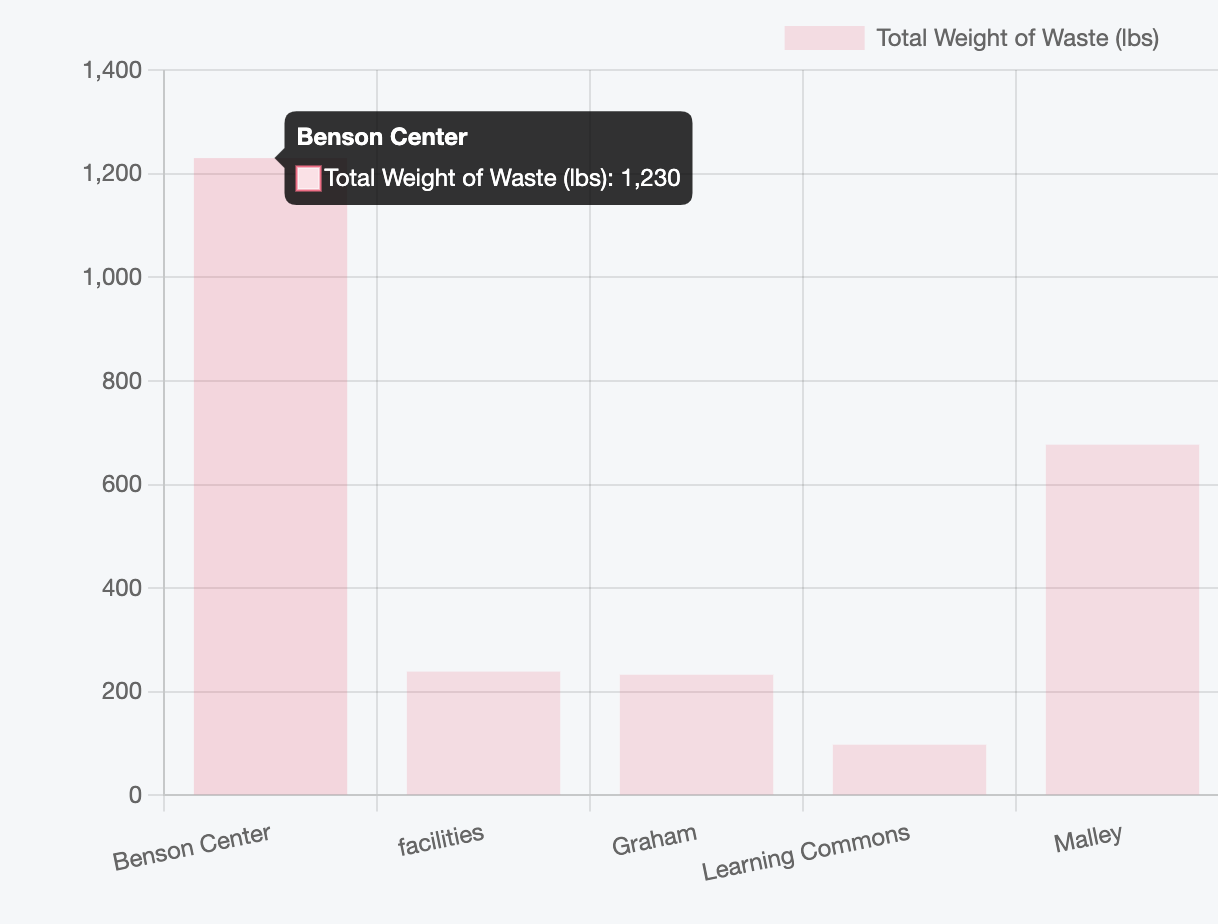 Total Weight of Waste (lbs)
1,400
Benson Center
Total Weight of Waste (lbs): 1,230
1,200
1,000
800
600
400
200
0
Benson Center
facilities
Graham
Learning Commons
Malley